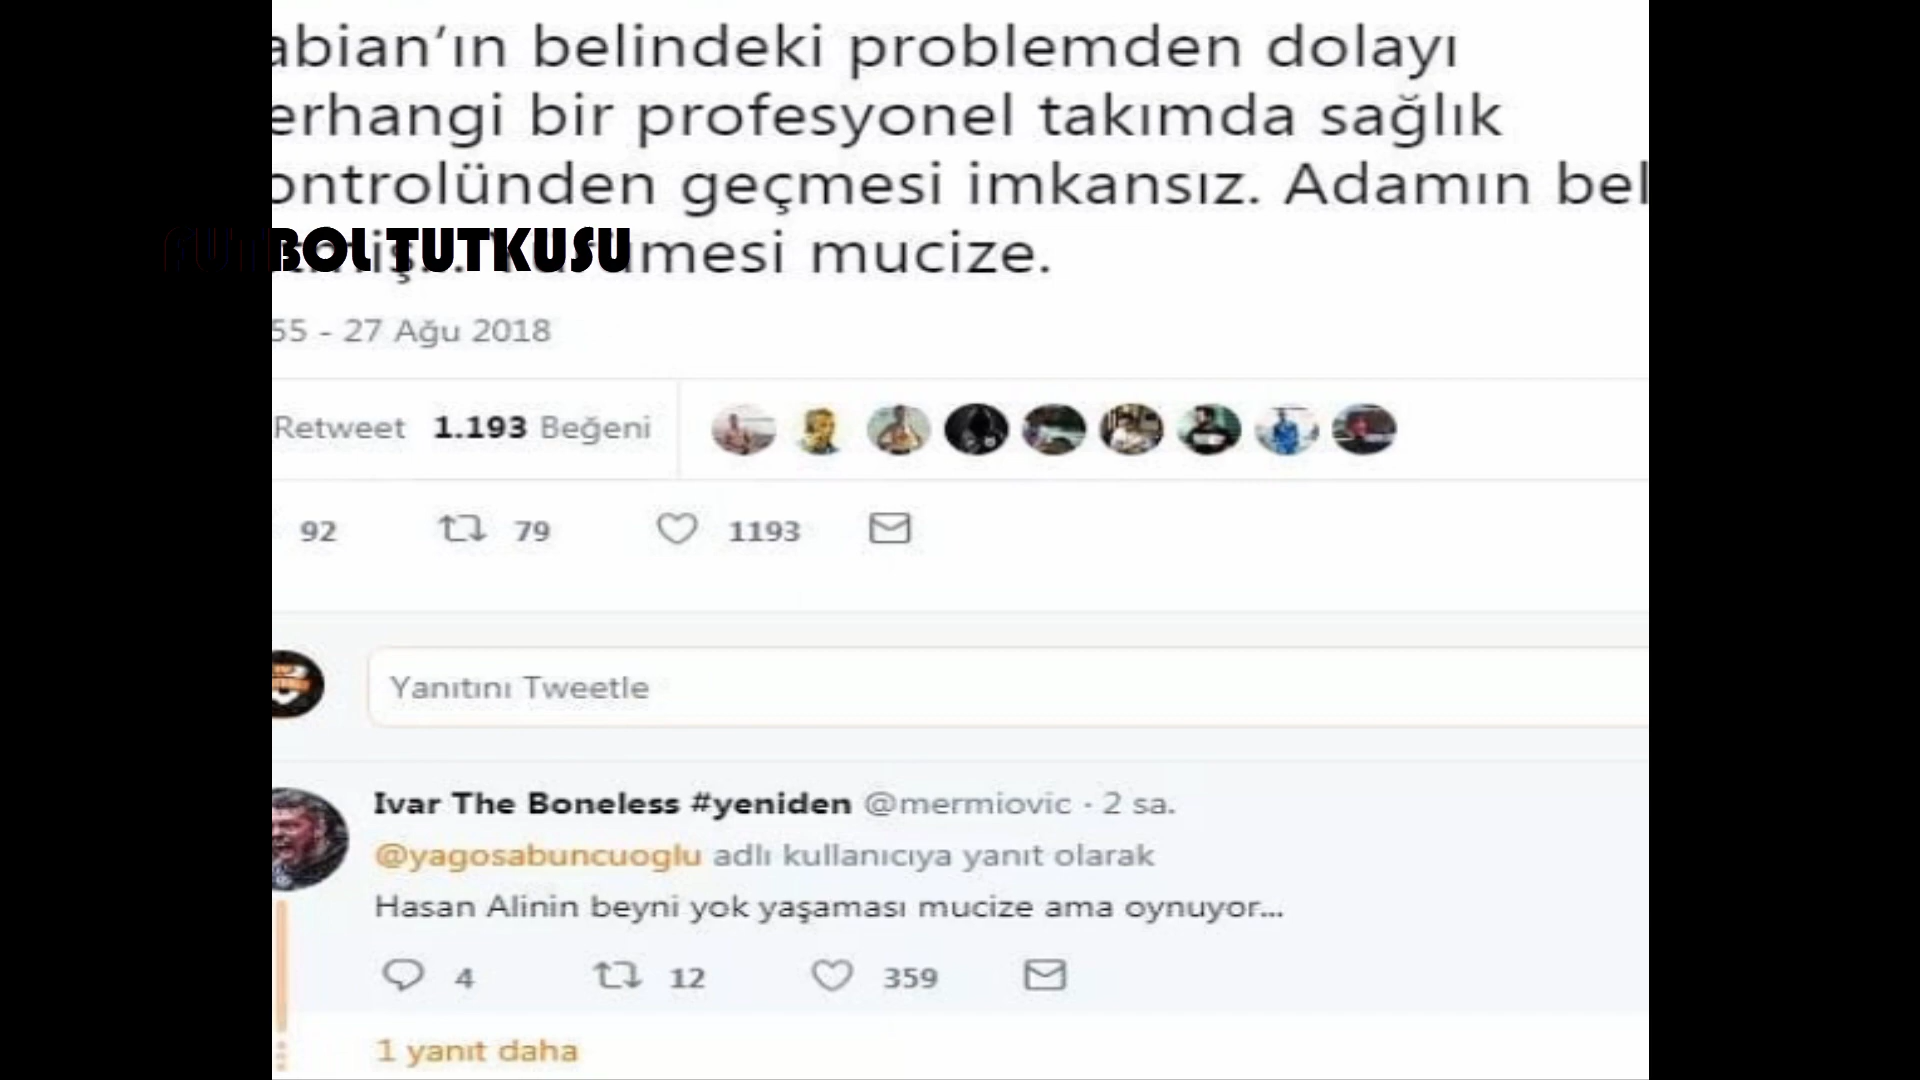 abian'ın belindeki problemden dolayı
erhangi bir profesyonel takımda sağlık
ontrolünden geçmesi imkansız. Adamın bel
mesi mucize.
FUTBOL TUTKUSU
55 - 27 Ağu 2018
Retweet 1.193 Beğeni
92 79 1193
Yanıtını Tweetle
Ivar The Boneless #yeniden @mermiovic · 2 sa.
@yagosabuncuoglu adlı kullanıcıya yanıt olarak
Hasan Alinin beyni yok yaşaması mucize ama oynuyor...
4 12 359
1 yanıt daha